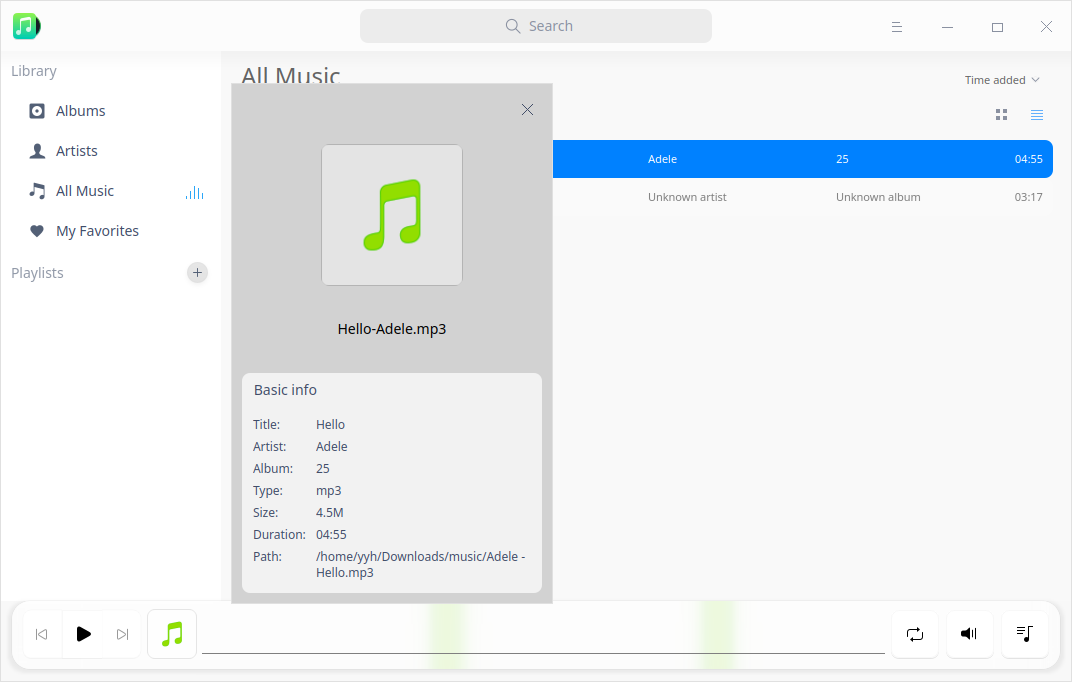 Search
Library
Albums
Artists
All Music
My Favorites
Playlists
All Music
Time added
Adele 25 04:55
Unknown artist Unknown album 03:17
Hello-Adele.mp3
Basic info
Title: Hello
Artist: Adele
Album: 25
Type: mp3
Size: 4.5M
Duration: 04:55
Path: /home/yyh/Downloads/music/Adele -
Hello.mp3